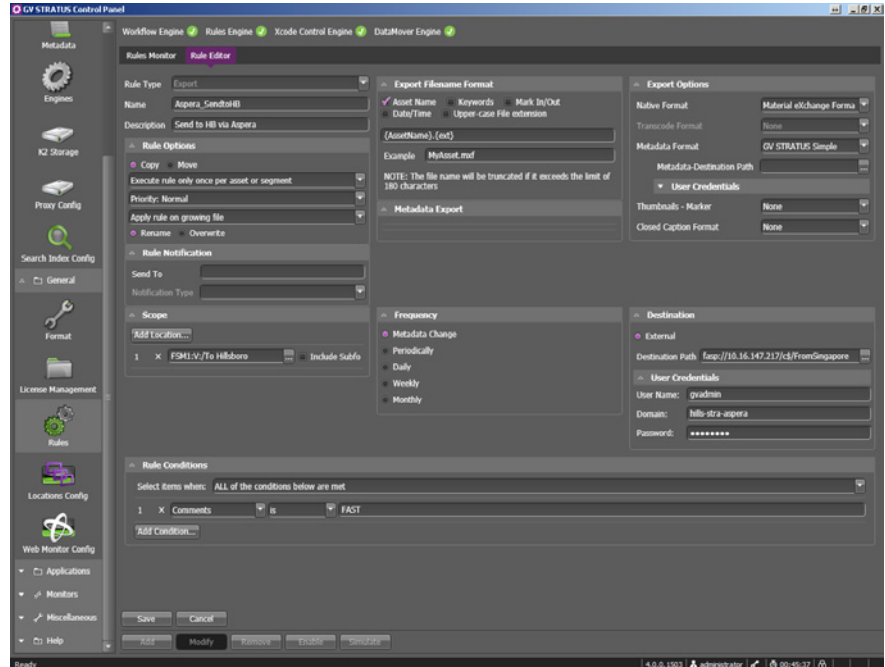 GV STRATUS Control Panel
Metadata
Engines
K2 Storage
Proxy Config
Search Index Config
General
Format
License Management
Rules
Locations Config
Web Monitor Config
Applications
Monitors
Miscellaneous
Help
Workflow Engine Rules Engine Xcode Control Engine DataMover Engine
Rules Monitor Rule Editor
Rule Type Export
Name Aspera_SendtoHB
Description Send to HB via Aspera
Rule Options
Copy Move
Execute rule only once per asset or segment
Priority: Normal
Apply rule on growing file
Rename Overwrite
Rule Notification
Send To
Notification Type
Export Filename Format
Asset Name Keywords Mark In/Out
Date/Time Upper-case File extension
{AssetName}.{ext}
Example MyAsset.mxf
NOTE: The file name will be truncated if it exceeds the limit of
180 characters
Metadata Export
Export Options
Native Format Material eXchange Forma
Transcode Format None
Metadata Format GV STRATUS Simple
Metadata-Destination Path
User Credentials
Thumbnails - Marker None
Closed Caption Format None
Scope
Add Location...
1 X FSM1:V:/To Hillsboro ... Include Subfo
Frequency
Metadata Change
Periodically
Daily
Weekly
Monthly
Destination
External
Destination Path fasp://10.16.147.217/c$/FromSingapore
User Credentials
User Name: gvadmin
Domain: hills-stra-aspera
Password: ••••••••
Rule Conditions
Select items when: ALL of the conditions below are met
1 X Comments is FAST
Add Condition...
Save Cancel
Add Modify Remove Enable Simulate
Ready 4.0.0.1503 administrator 00:45:37